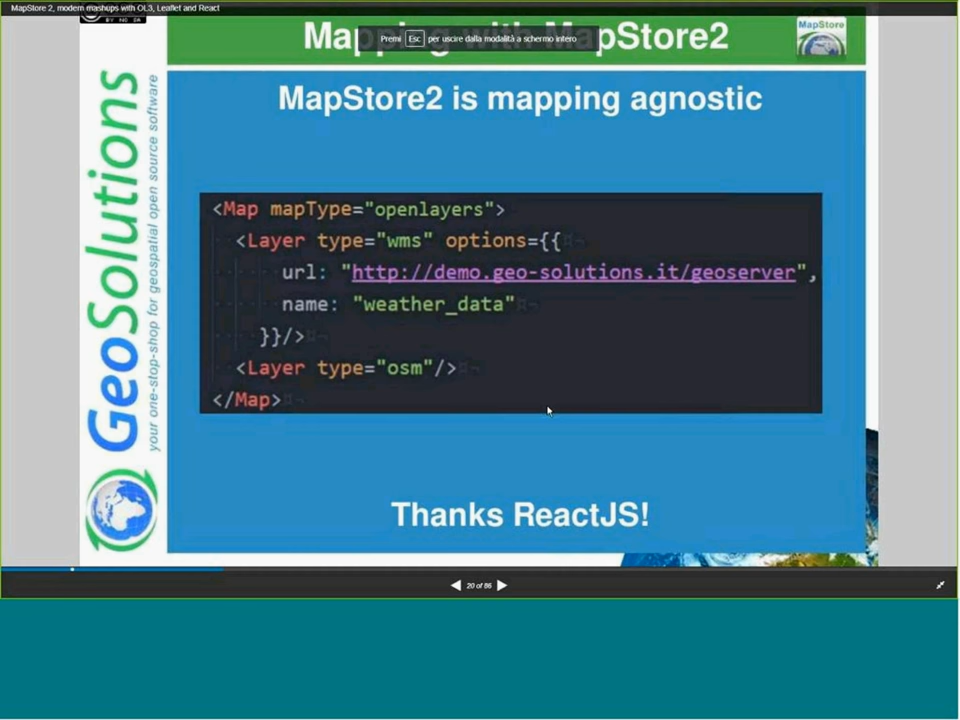 MapStore 2, modern mashups with OL3, Leaflet and React
BY NC SA
Mapping with MapStore2
Premi Esc per uscire dalla modalità a schermo intero
MapStore
MapStore2 is mapping agnostic
<Map mapType="openlayers">
<Layer type="wms" options={{
url: "http://demo.geo-solutions.it/geoserver",
name: "weather_data"
}}/>
<Layer type="osm"/>
</Map>
Thanks ReactJS!
GeoSolutions
your one-stop-shop for geospatial open source software
20 of 86